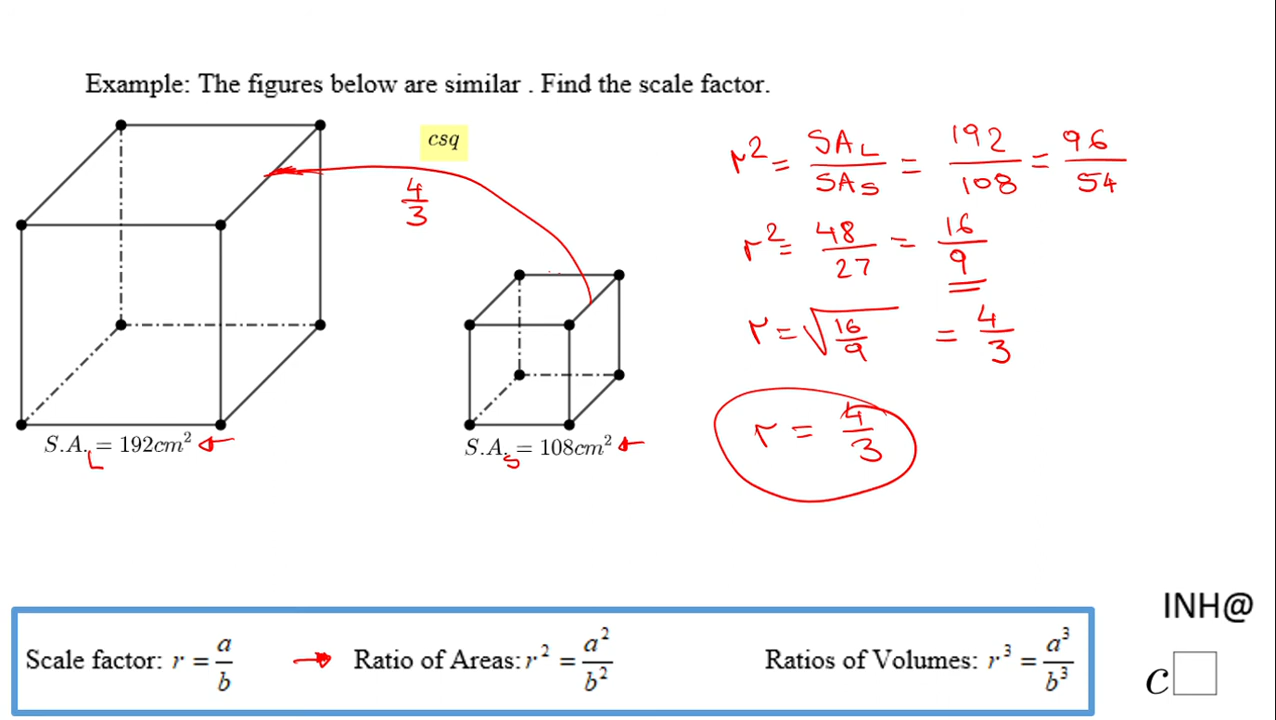 Example: The figures below are similar . Find the scale factor.
csq
4/3
r² = SA_L/SA_S = 192/108 = 96/54
r² = 48/27 = 16/9
r = √(16/9) = 4/3
r = 4/3
S.A._L = 192cm²
S.A._S = 108cm²
INH@
Scale factor: r = a/b Ratio of Areas: r² = a²/b² Ratios of Volumes: r³ = a³/b³
c